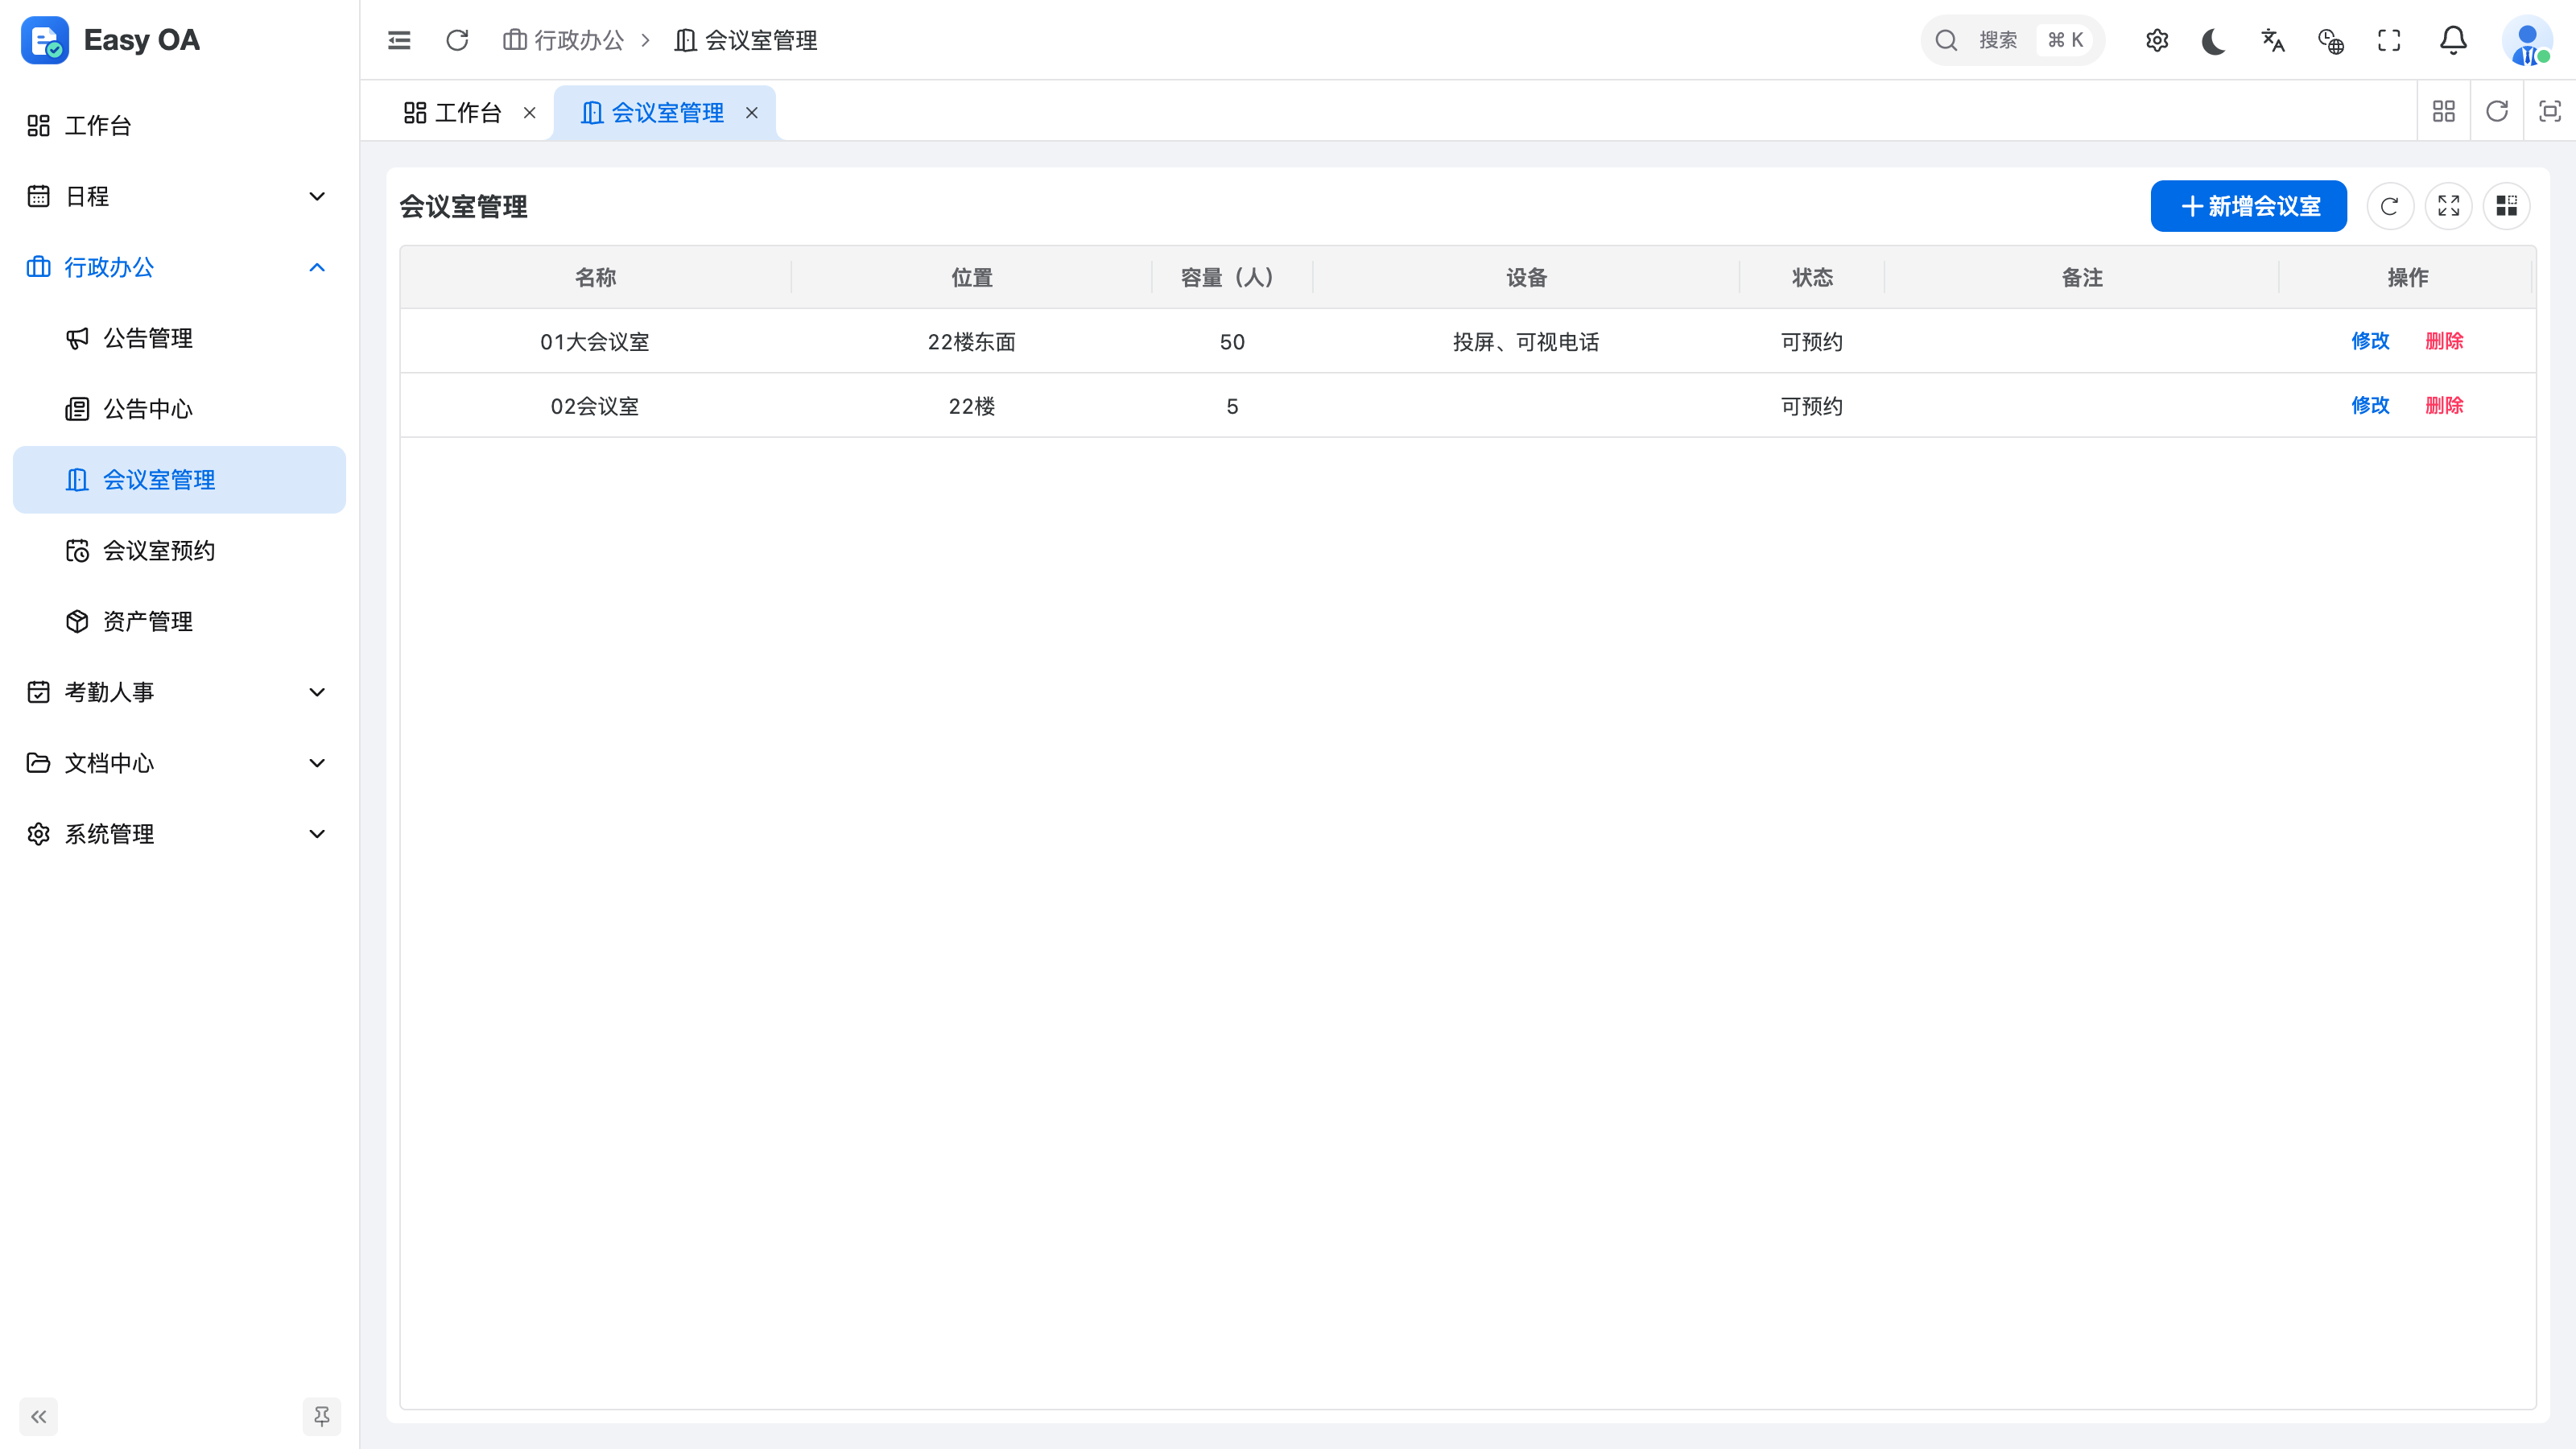 Easy OA
行政办公
会议室管理
搜索
⌘ K
工作台
会议室管理
工作台
日程
行政办公
公告管理
公告中心
会议室管理
会议室预约
资产管理
考勤人事
文档中心
系统管理
会议室管理
新增会议室
名称 位置 容量（人） 设备 状态 备注 操作
01大会议室 22楼东面 50 投屏、可视电话 可预约 修改 删除
02会议室 22楼 5 可预约 修改 删除